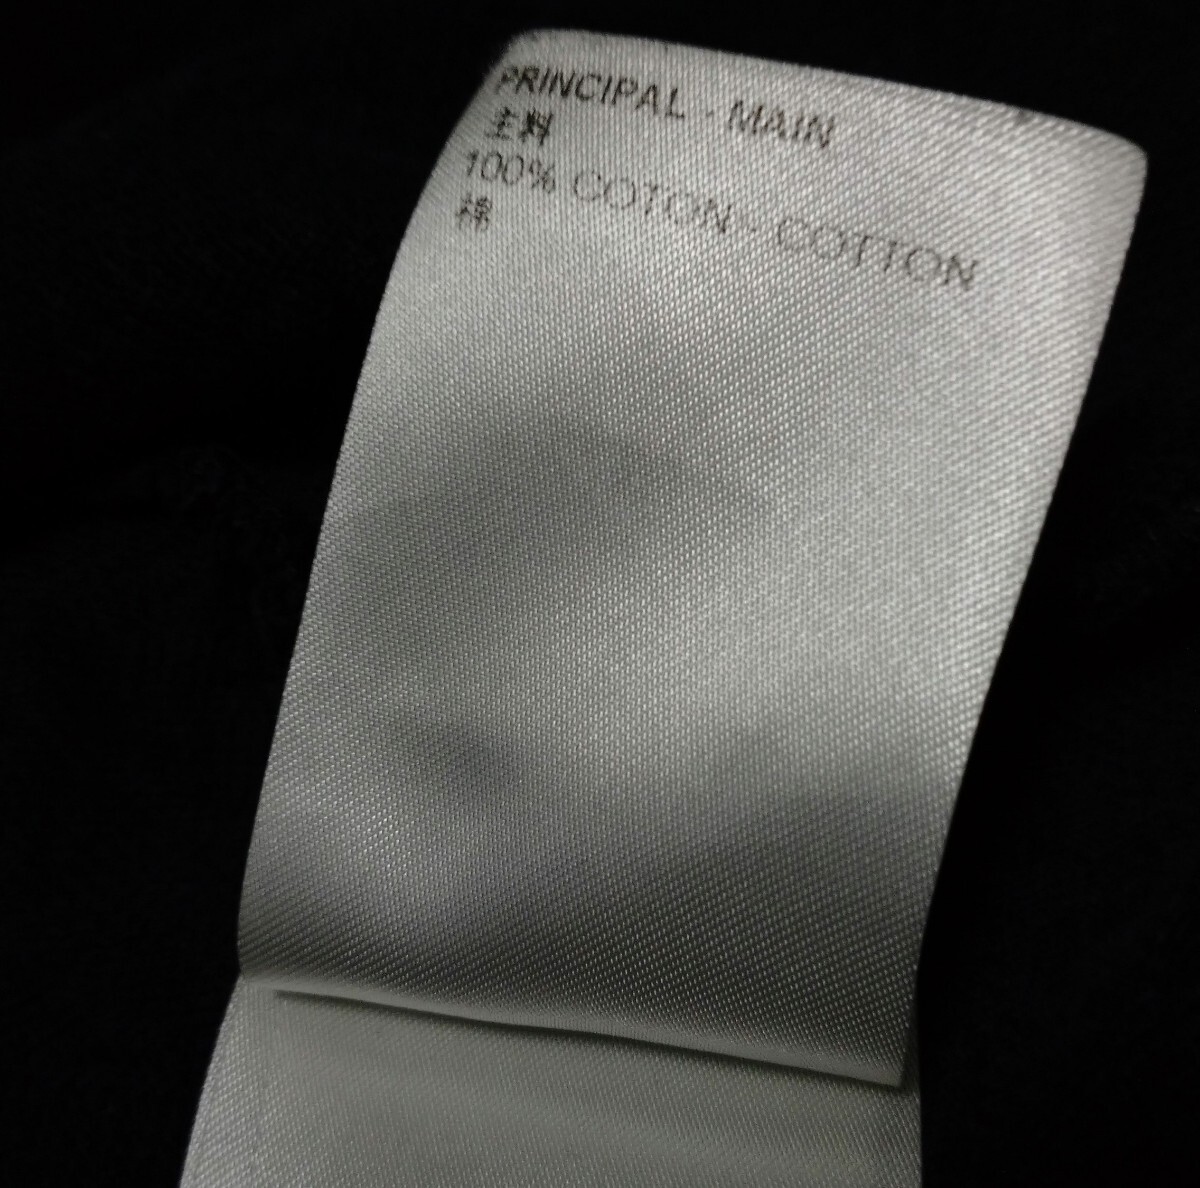 PRINCIPAL - MAIN
主料
100% COTON - COTTON
棉